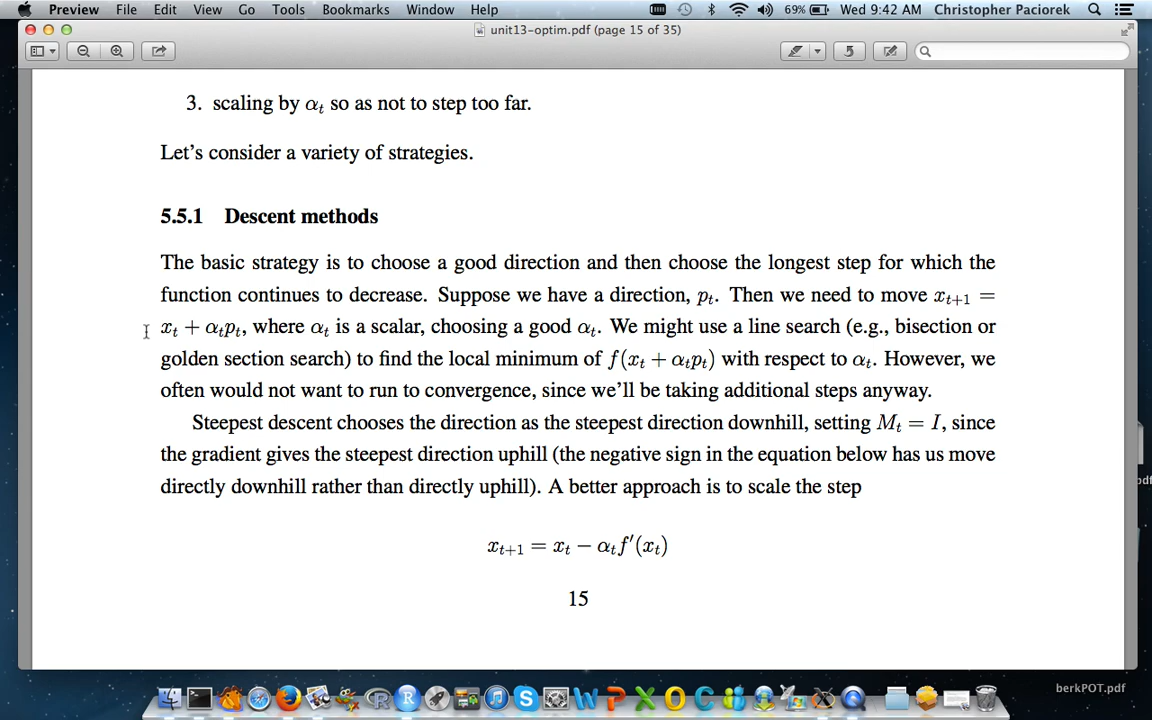 Preview File Edit View Go Tools Bookmarks Window Help 69% Wed 9:42 AM Christopher Paciorek
unit13-optim.pdf (page 15 of 35)
3. scaling by αₜ so as not to step too far.
Let's consider a variety of strategies.
5.5.1 Descent methods
The basic strategy is to choose a good direction and then choose the longest step for which the
function continues to decrease. Suppose we have a direction, pₜ. Then we need to move xₜ₊₁ =
xₜ + αₜpₜ, where αₜ is a scalar, choosing a good αₜ. We might use a line search (e.g., bisection or
golden section search) to find the local minimum of f(xₜ + αₜpₜ) with respect to αₜ. However, we
often would not want to run to convergence, since we'll be taking additional steps anyway.
Steepest descent chooses the direction as the steepest direction downhill, setting Mₜ = I, since
the gradient gives the steepest direction uphill (the negative sign in the equation below has us move
directly downhill rather than directly uphill). A better approach is to scale the step
xₜ₊₁ = xₜ − αₜf′(xₜ)
15
berkPOT.pdf